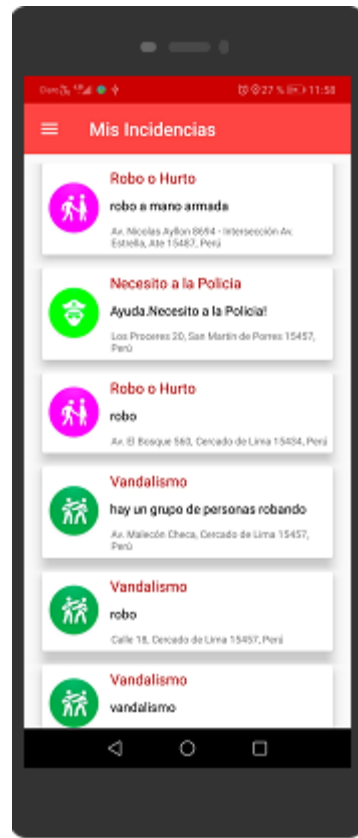 27 % 11:58
Mis Incidencias
Robo o Hurto
robo a mano armada
Av. Nicolas Ayllon 8694 - Intersección Av.
Estrella, Ate 15487, Perú
Necesito a la Policia
Ayuda.Necesito a la Policia!
Los Proceres 20, San Martin de Porres 15457,
Perú
Robo o Hurto
robo
Av. El Bosque 560, Cercado de Lima 15434, Perú
Vandalismo
hay un grupo de personas robando
Av. Malecón Checa, Cercado de Lima 15457,
Perú
Vandalismo
robo
Calle 18, Cercado de Lima 15457, Perú
Vandalismo
vandalismo